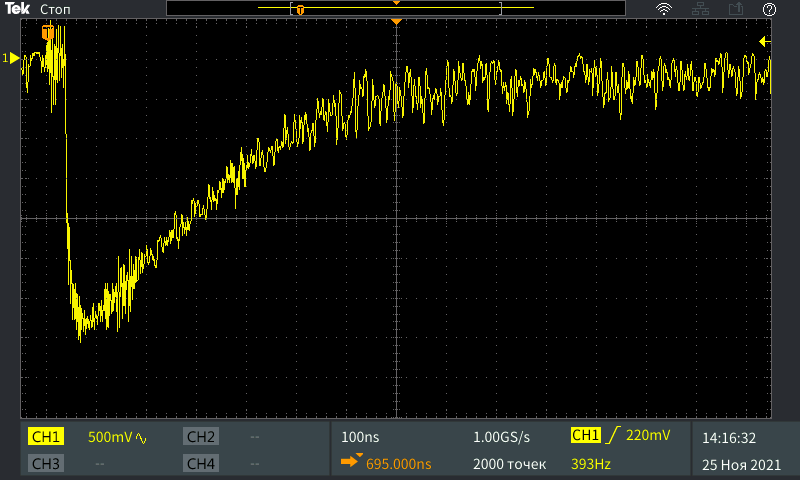 Tek Стоп
T
T
1
CH1 500mV CH2 -- 100ns 1.00GS/s CH1 220mV 14:16:32
CH3 -- CH4 -- 695.000ns 2000 точек 393Hz 25 Ноя 2021